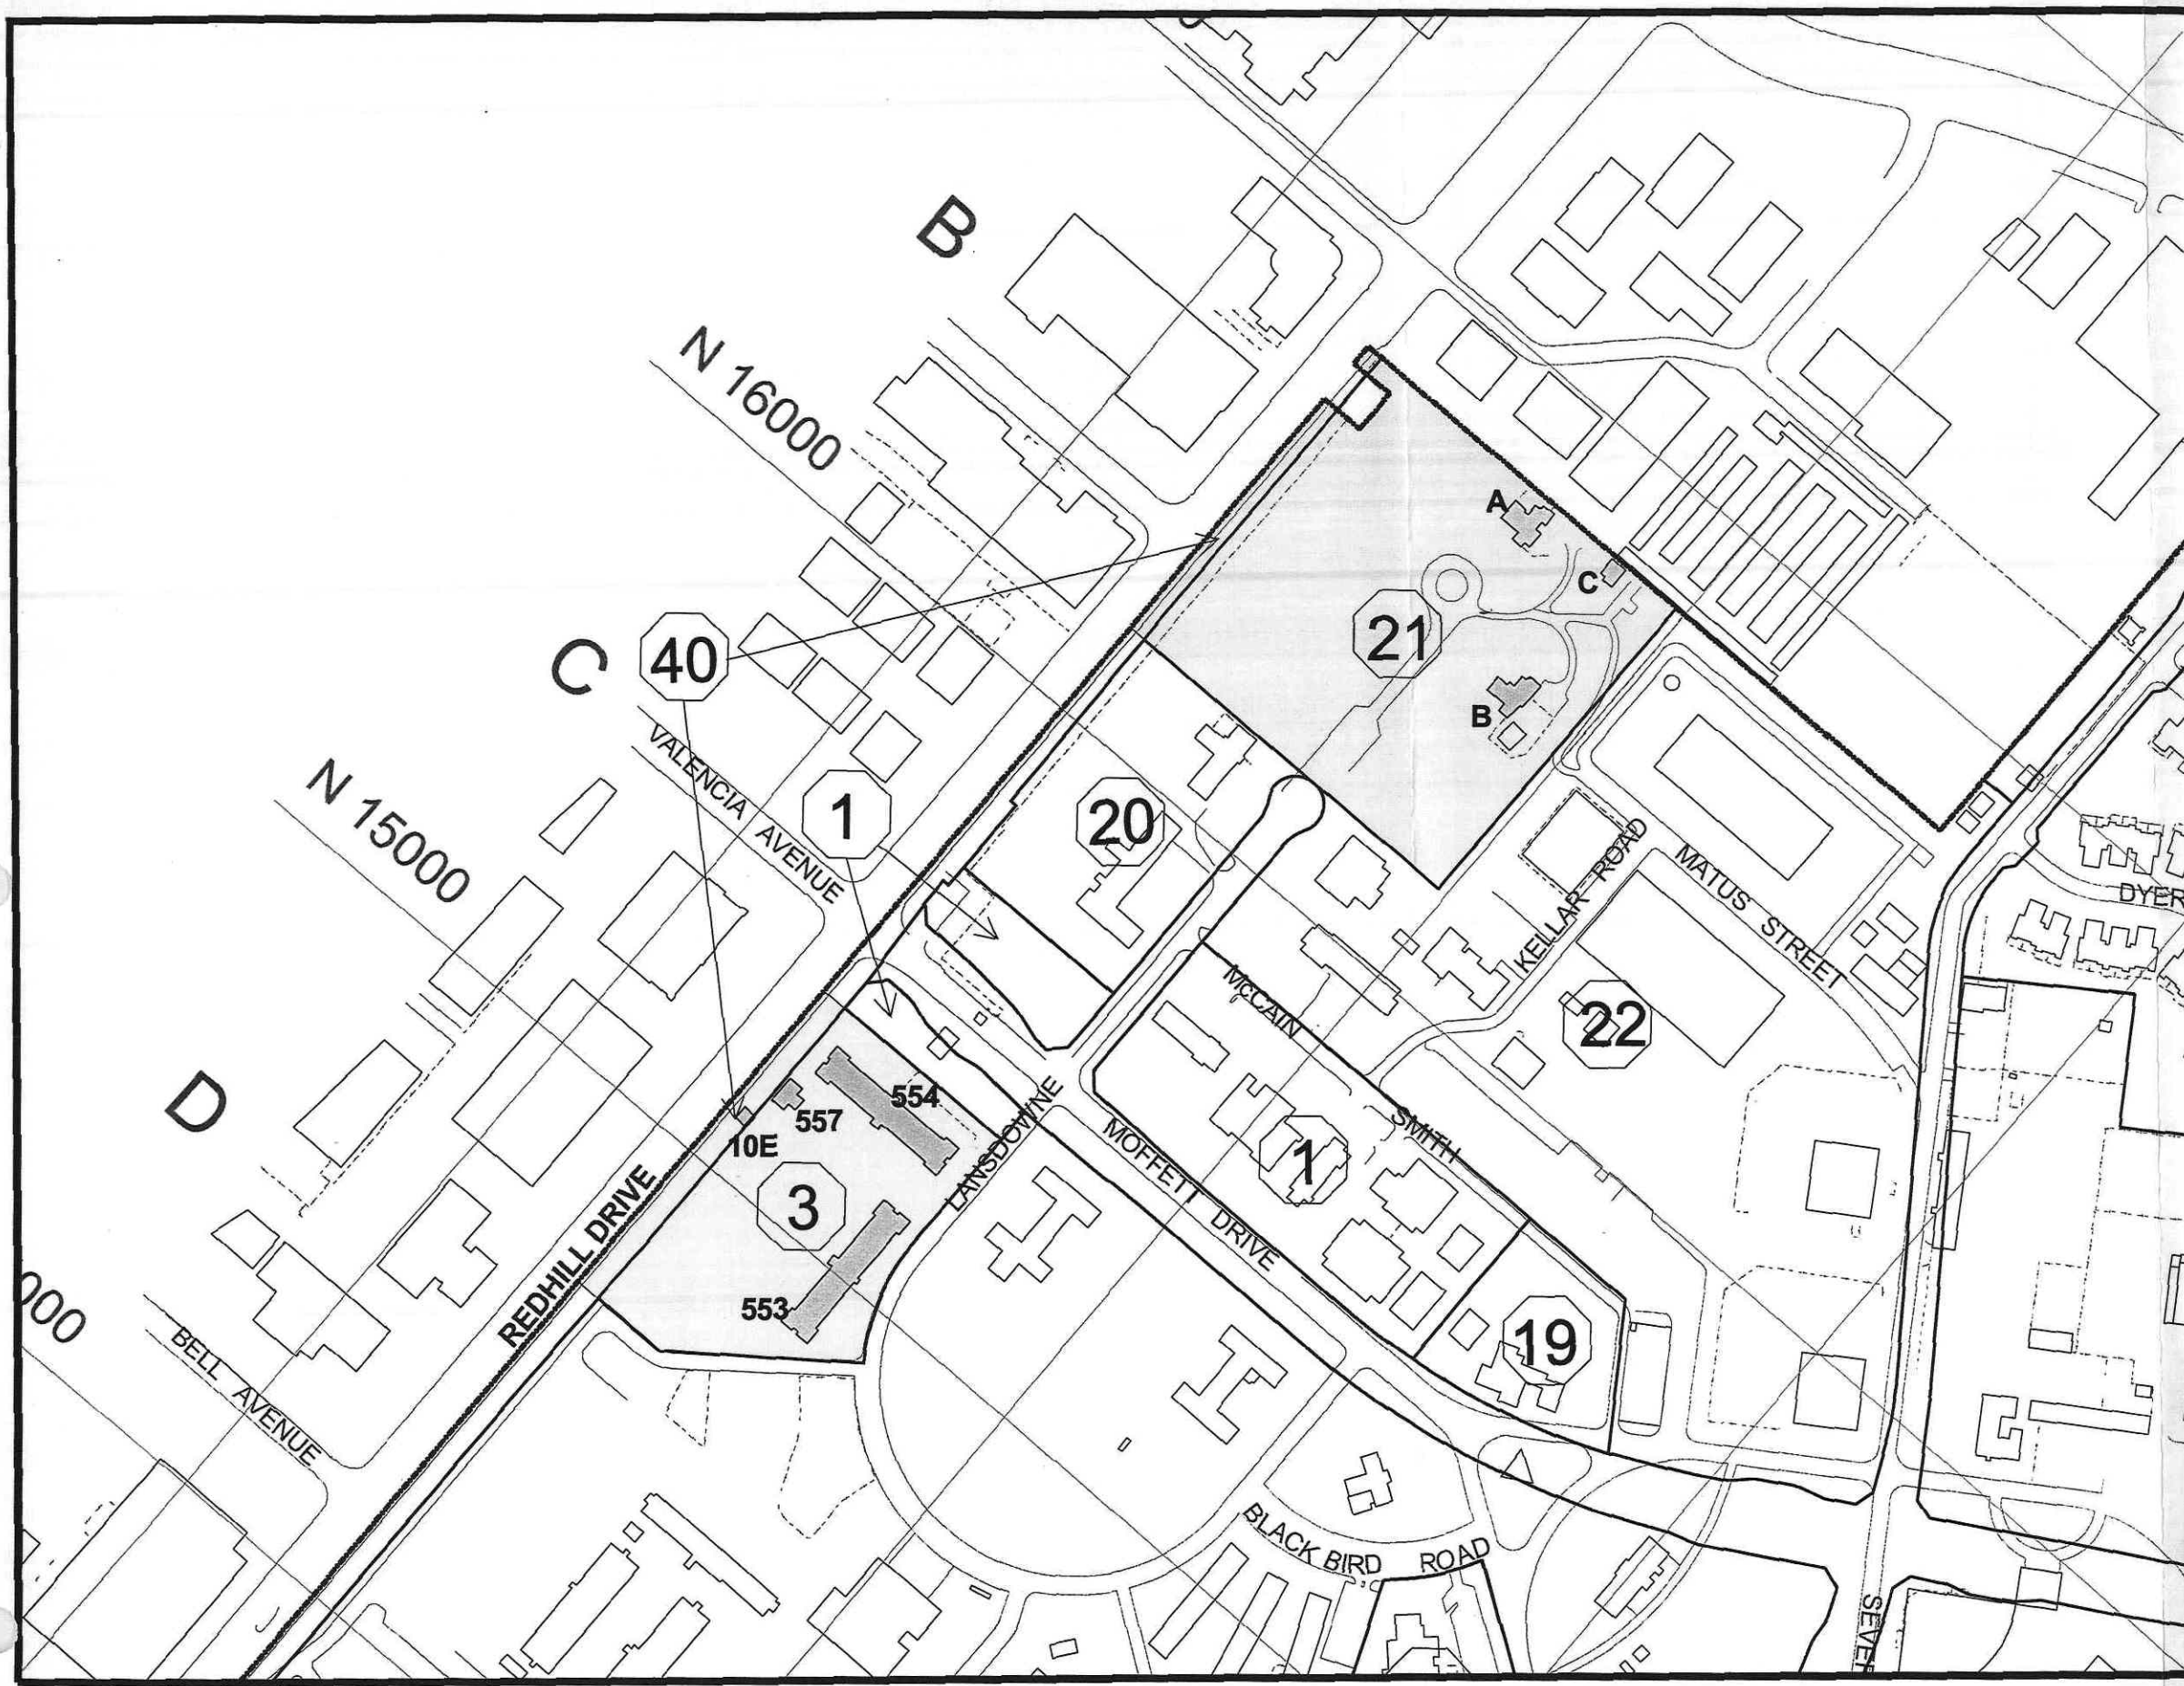 B
N 16000
A
C
21
C
40
B
VALENCIA AVENUE
1
20
N 15000
KELLAR ROAD
MATUS STREET
DYER
McCAIN
SMITH
22
D
554
557
10E
LANSDOWNE
MOFFETT DRIVE
1
3
REDHILL DRIVE
553
19
000
BELL AVENUE
BLACK BIRD ROAD
SEVE